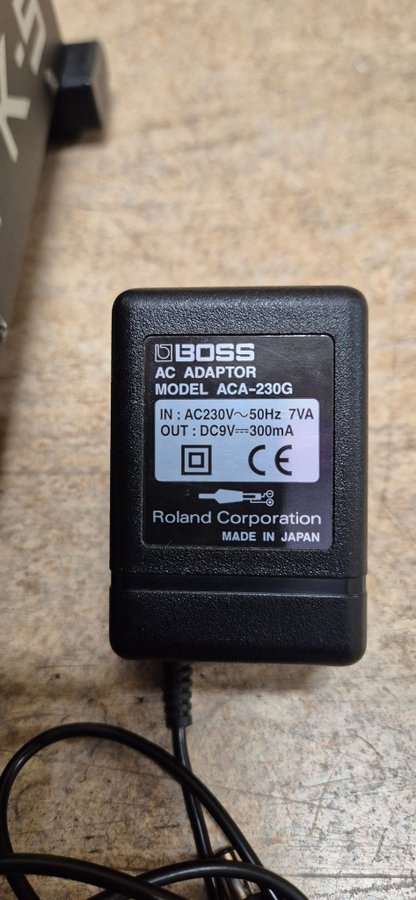 BOSS
AC ADAPTOR
MODEL ACA-230G
IN : AC230V～50Hz 7VA
OUT : DC9V⎓300mA
CE
Roland Corporation
MADE IN JAPAN